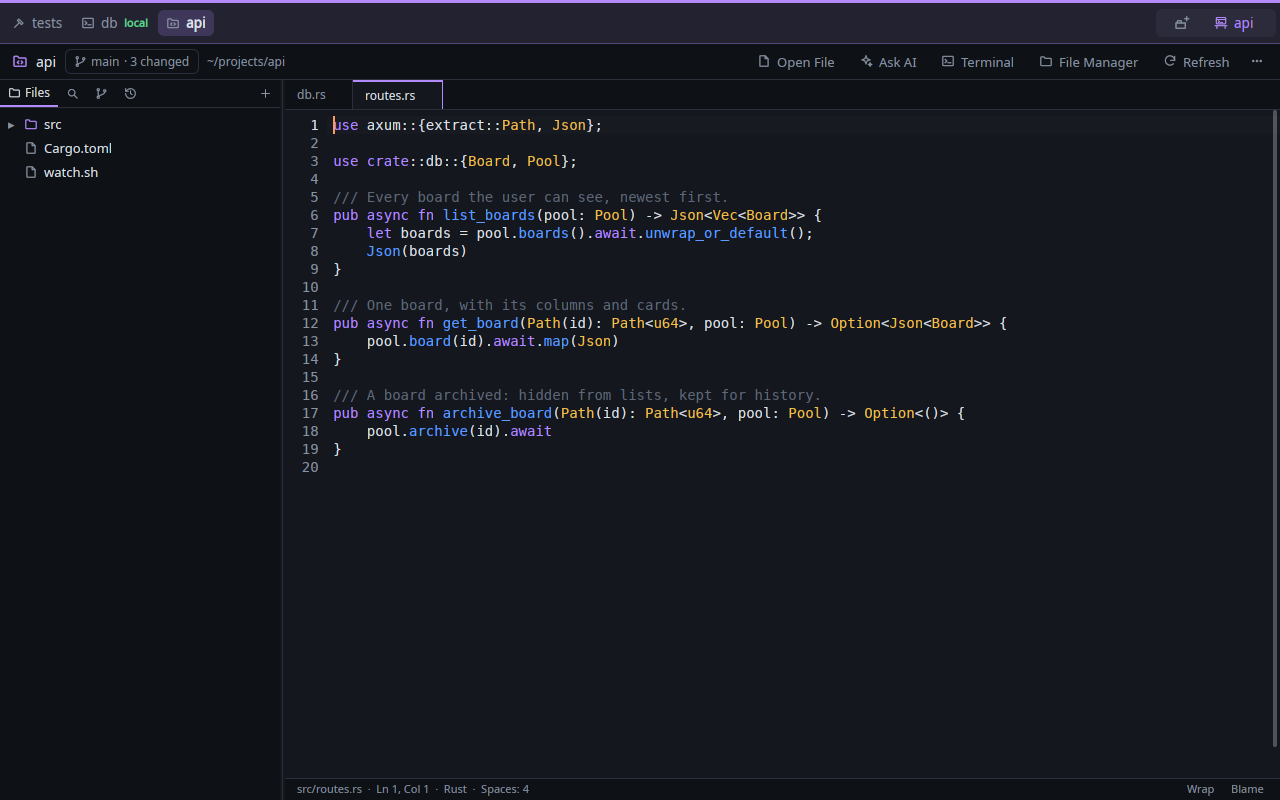 tests db local api api
api main · 3 changed ~/projects/api Open File Ask AI Terminal File Manager Refresh ···
Files
src
Cargo.toml
watch.sh
db.rs routes.rs
1 use axum::{extract::Path, Json};
2
3 use crate::db::{Board, Pool};
4
5 /// Every board the user can see, newest first.
6 pub async fn list_boards(pool: Pool) -> Json<Vec<Board>> {
7     let boards = pool.boards().await.unwrap_or_default();
8     Json(boards)
9 }
10
11 /// One board, with its columns and cards.
12 pub async fn get_board(Path(id): Path<u64>, pool: Pool) -> Option<Json<Board>> {
13     pool.board(id).await.map(Json)
14 }
15
16 /// A board archived: hidden from lists, kept for history.
17 pub async fn archive_board(Path(id): Path<u64>, pool: Pool) -> Option<()> {
18     pool.archive(id).await
19 }
20
src/routes.rs · Ln 1, Col 1 · Rust · Spaces: 4 Wrap Blame